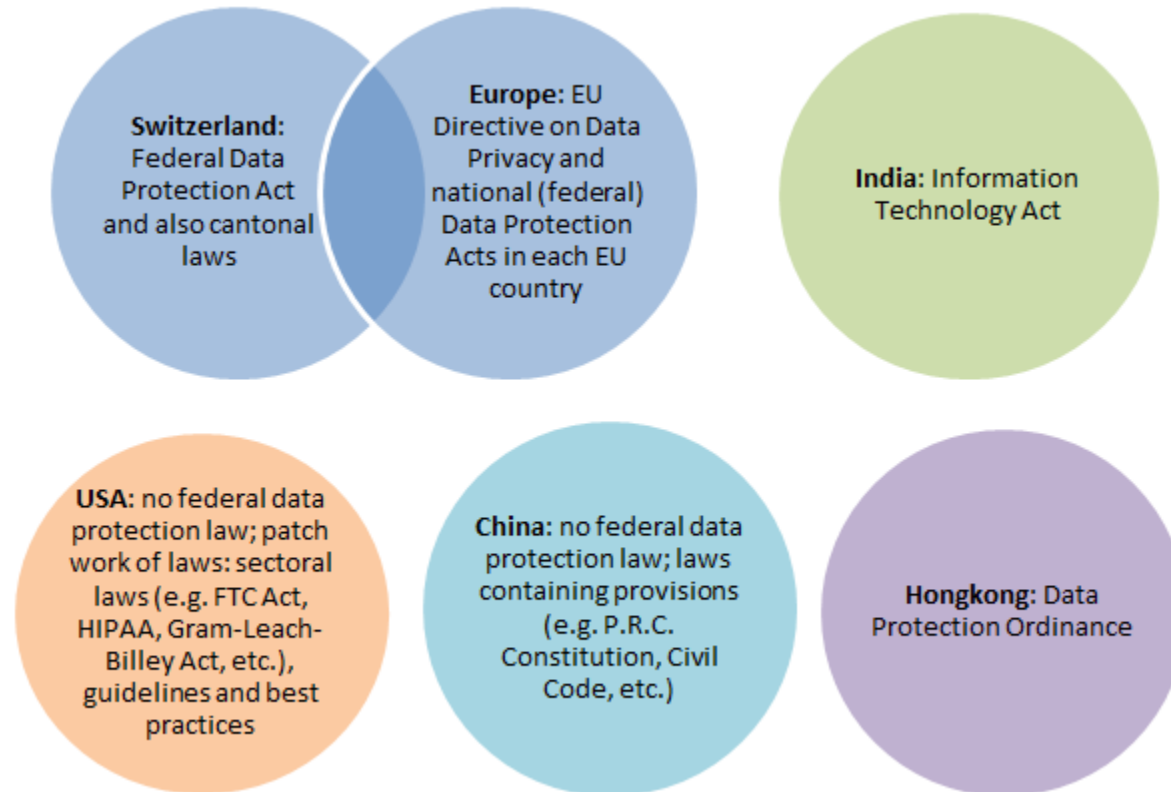 Switzerland:
Federal Data
Protection Act
and also cantonal
laws
Europe: EU
Directive on Data
Privacy and
national (federal)
Data Protection
Acts in each EU
country
India: Information
Technology Act
USA: no federal data
protection law; patch
work of laws: sectoral
laws (e.g. FTC Act,
HIPAA, Gram-Leach-
Billey Act, etc.),
guidelines and best
practices
China: no federal data
protection law; laws
containing provisions
(e.g. P.R.C.
Constitution, Civil
Code, etc.)
Hongkong: Data
Protection Ordinance